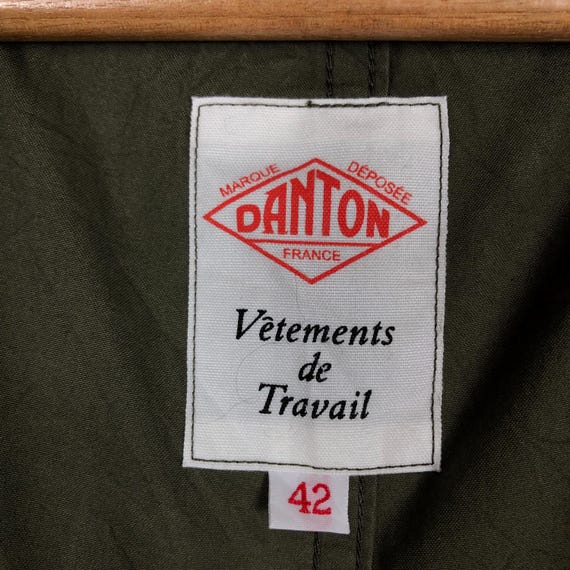 MARQUE DÉPOSÉE
DANTON
FRANCE
Vêtements
de
Travail
42